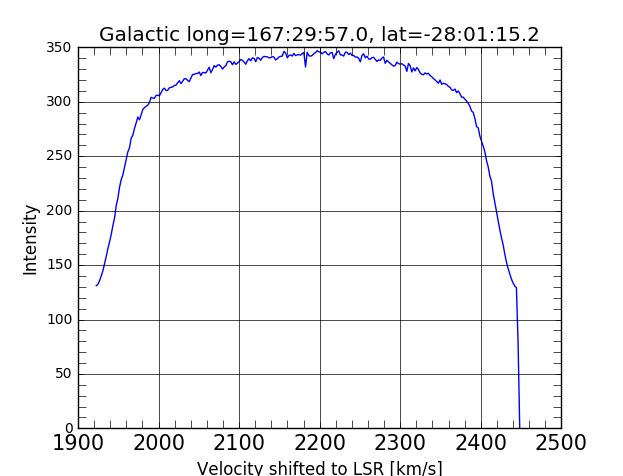 Galactic long=167:29:57.0, lat=-28:01:15.2
350
300
250
200
150
100
50
0
Intensity
1900 2000 2100 2200 2300 2400 2500
Velocity shifted to LSR [km/s]